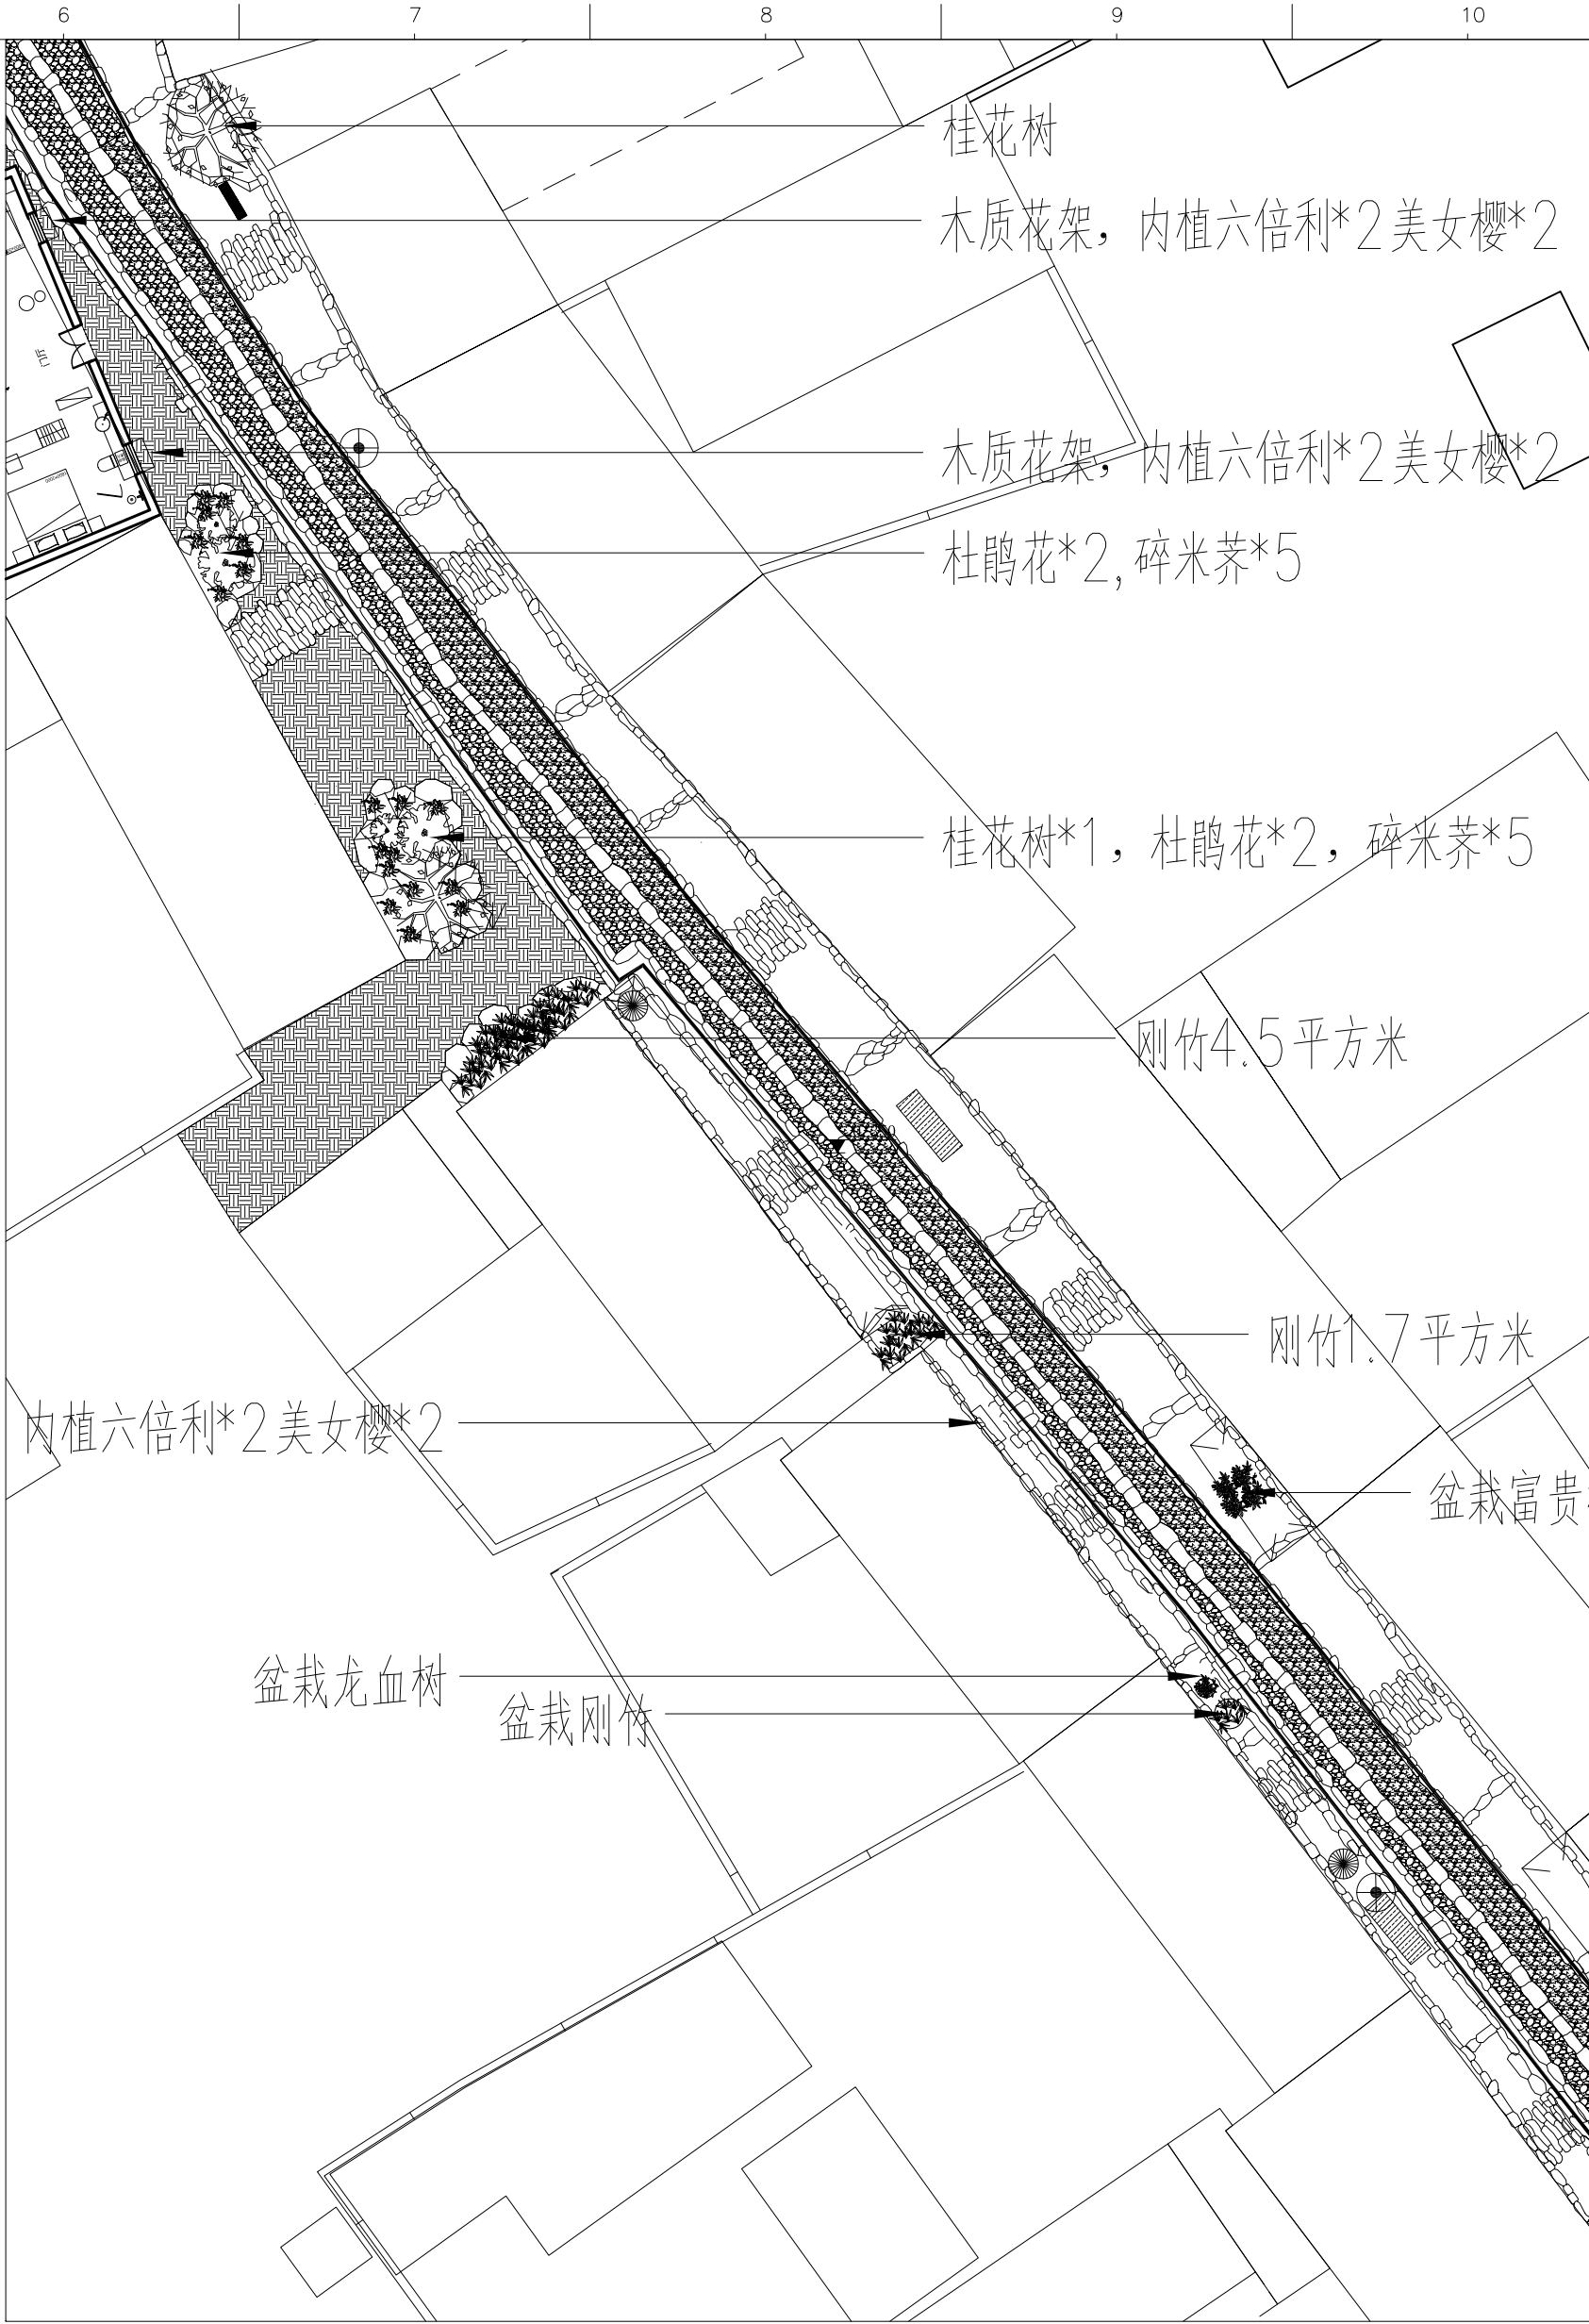 6 7 8 9 10
桂花树
木质花架，内植六倍利*2美女樱*2
木质花架，内植六倍利*2美女樱*2
杜鹃花*2,碎米荠*5
桂花树*1，杜鹃花*2，碎米荠*5
刚竹4.5平方米
刚竹1.7平方米
内植六倍利*2美女樱*2
盆栽富贵
盆栽龙血树
盆栽刚竹